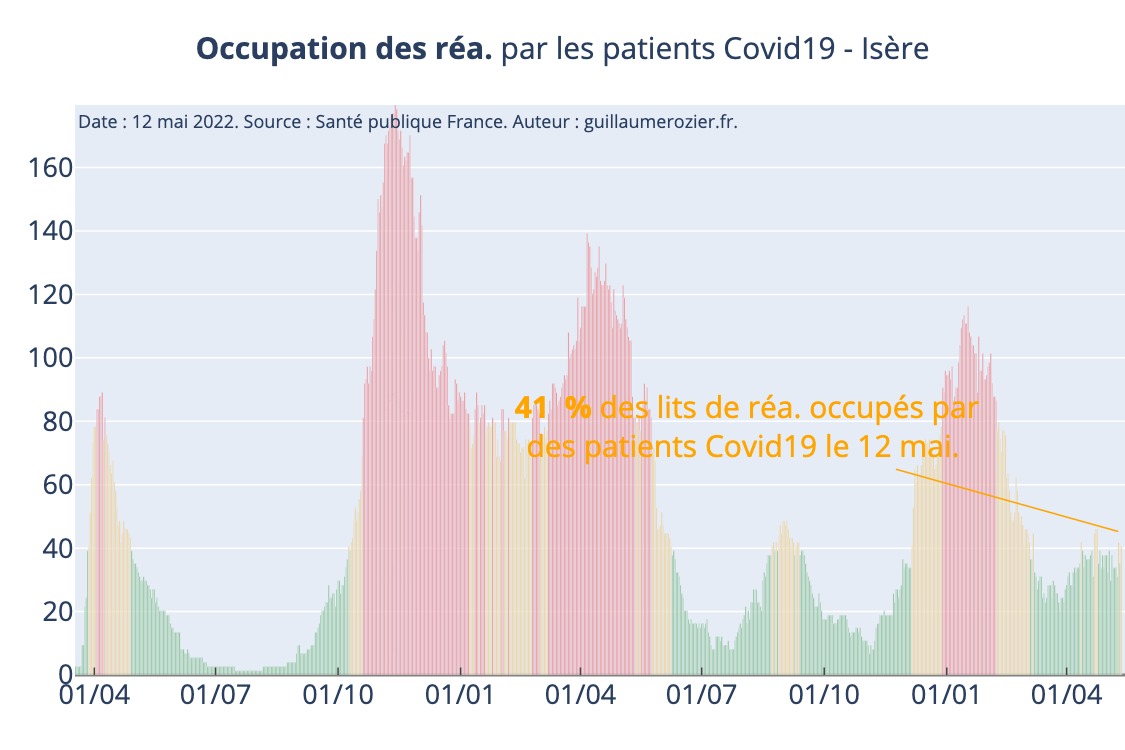 Occupation des réa. par les patients Covid19 - Isère
Date : 12 mai 2022. Source : Santé publique France. Auteur : guillaumerozier.fr.
160
140
120
100
80
60
40
20
0
41 % des lits de réa. occupés par
des patients Covid19 le 12 mai.
01/04 01/07 01/10 01/01 01/04 01/07 01/10 01/01 01/04